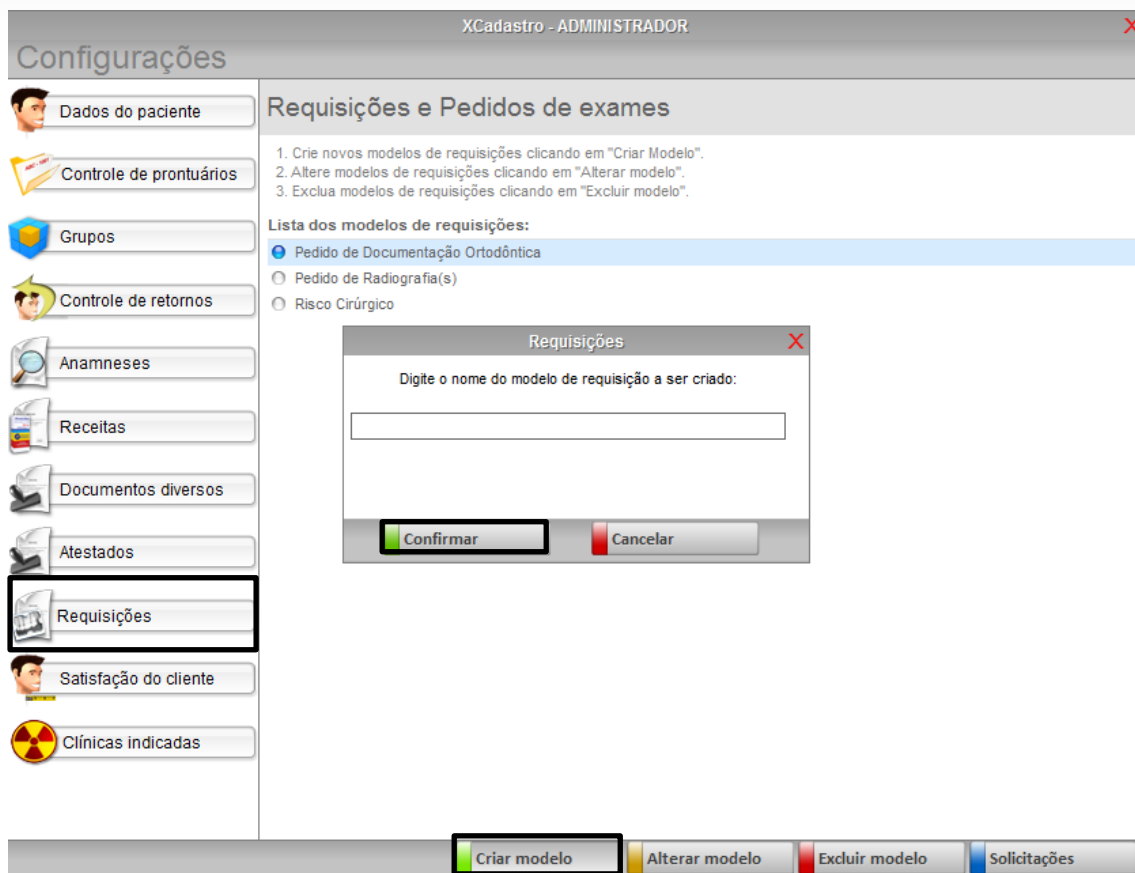 XCadastro - ADMINISTRADOR
X
Configurações
Dados do paciente
Controle de prontuários
Grupos
Controle de retornos
Anamneses
Receitas
Documentos diversos
Atestados
Requisições
Satisfação do cliente
Clínicas indicadas
Requisições e Pedidos de exames
1. Crie novos modelos de requisições clicando em "Criar Modelo".
2. Altere modelos de requisições clicando em "Alterar modelo".
3. Exclua modelos de requisições clicando em "Excluir modelo".
Lista dos modelos de requisições:
Pedido de Documentação Ortodôntica
Pedido de Radiografia(s)
Risco Cirúrgico
Requisições
X
Digite o nome do modelo de requisição a ser criado:
Confirmar
Cancelar
Criar modelo
Alterar modelo
Excluir modelo
Solicitações